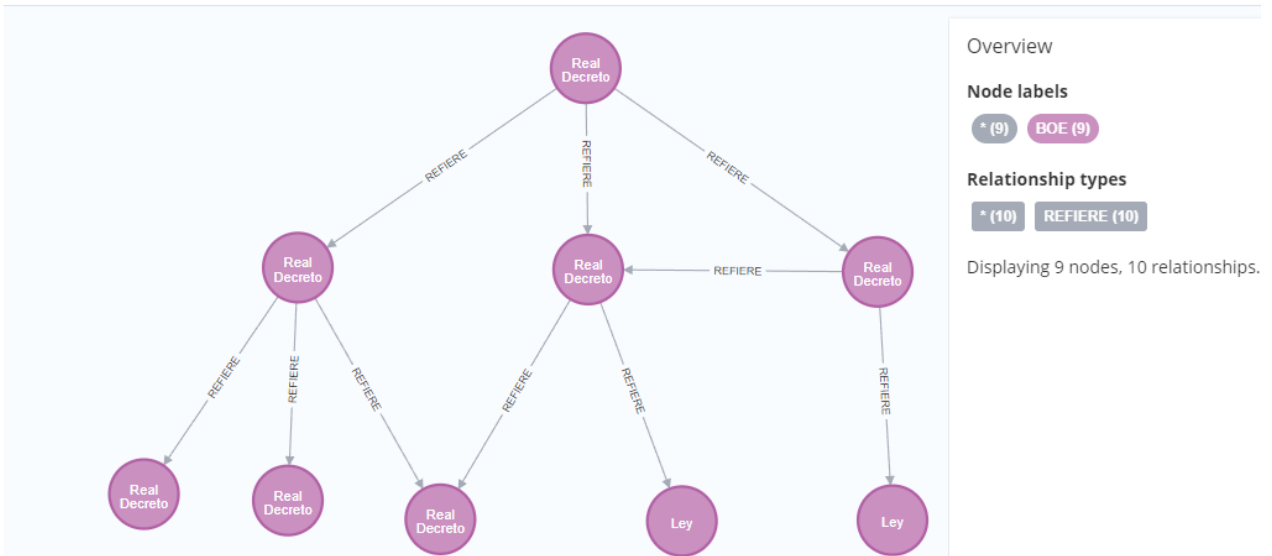 Real
Decreto
REFIERE
REFIERE
REFIERE
Real
Decreto
Real
Decreto
REFIERE
Real
Decreto
REFIERE
REFIERE
REFIERE
REFIERE
REFIERE
REFIERE
Real
Decreto
Real
Decreto
Real
Decreto
Ley
Ley
Overview
Node labels
* (9) BOE (9)
Relationship types
* (10) REFIERE (10)
Displaying 9 nodes, 10 relationships.